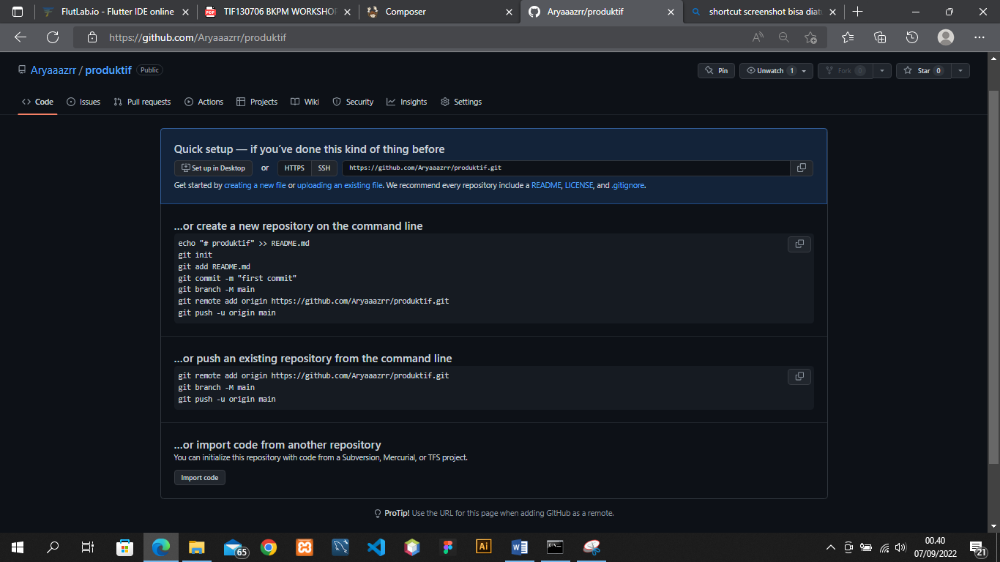 FlutLab.io - Flutter IDE online
TIF130706 BKPM WORKSHOP
Composer
Aryaaazrr/produktif
shortcut screenshot bisa diatu
https://github.com/Aryaaazrr/produktif
Aryaaazrr / produktif Public
Pin
Unwatch 1
Fork 0
Star 0
Code
Issues
Pull requests
Actions
Projects
Wiki
Security
Insights
Settings
Quick setup — if you've done this kind of thing before
Set up in Desktop or HTTPS SSH https://github.com/Aryaaazrr/produktif.git
Get started by creating a new file or uploading an existing file. We recommend every repository include a README, LICENSE, and .gitignore.
...or create a new repository on the command line
echo "# produktif" >> README.md
git init
git add README.md
git commit -m "first commit"
git branch -M main
git remote add origin https://github.com/Aryaaazrr/produktif.git
git push -u origin main
...or push an existing repository from the command line
git remote add origin https://github.com/Aryaaazrr/produktif.git
git branch -M main
git push -u origin main
...or import code from another repository
You can initialize this repository with code from a Subversion, Mercurial, or TFS project.
Import code
ProTip! Use the URL for this page when adding GitHub as a remote.
65
Ai
00.40
07/09/2022
21